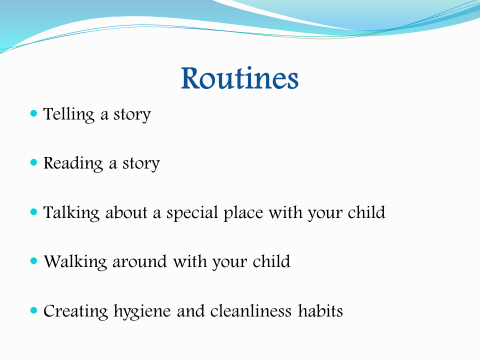 Routines
Telling a story
Reading a story
Talking about a special place with your child
Walking around with your child
Creating hygiene and cleanliness habits